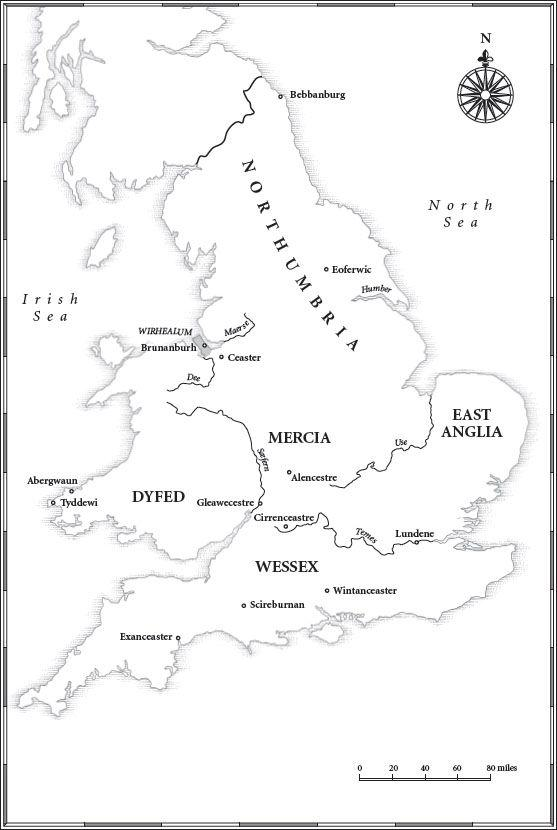 N
Bebbanburg
NORTHUMBRIA
North
Sea
Eoferwic
Humber
Irish
Sea
WIRHEALUM
Maerse
Brunanburh
Ceaster
Dee
EAST
ANGLIA
MERCIA
Use
Sæfern
Alencestre
Abergwaun
Tyddewi
DYFED
Gleawecestre
Cirrenceastre
Temes
Lundene
WESSEX
Wintanceaster
Scireburnan
Exanceaster
0 20 40 60 80 miles